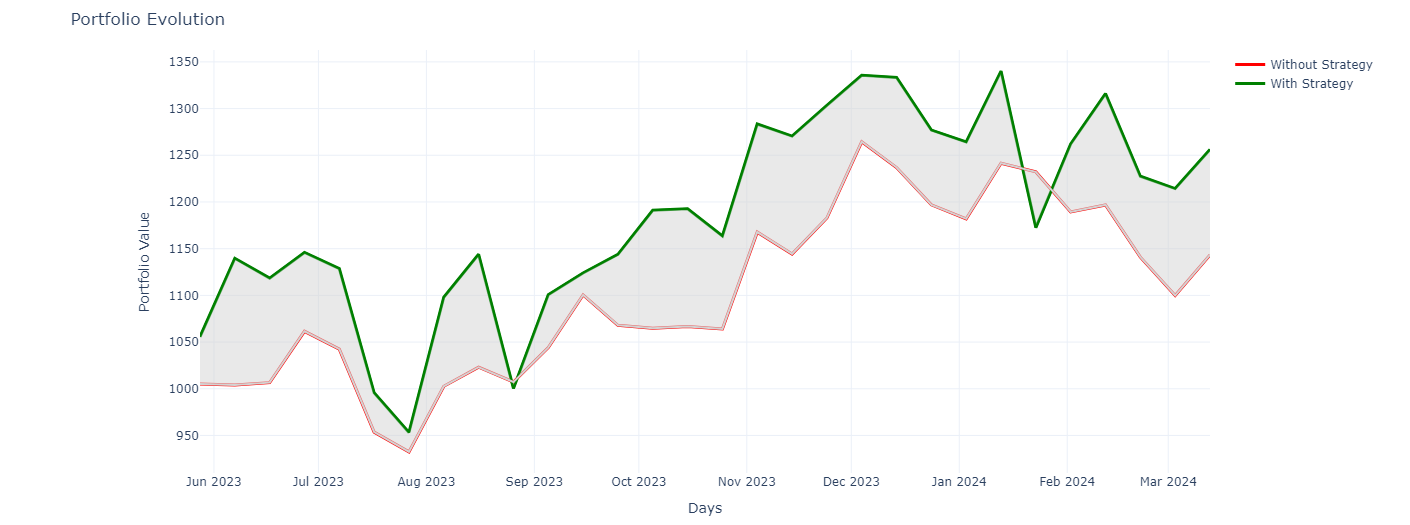 Portfolio Evolution
Without Strategy
With Strategy
Portfolio Value
1350
1300
1250
1200
1150
1100
1050
1000
950
Jun 2023 Jul 2023 Aug 2023 Sep 2023 Oct 2023 Nov 2023 Dec 2023 Jan 2024 Feb 2024 Mar 2024
Days